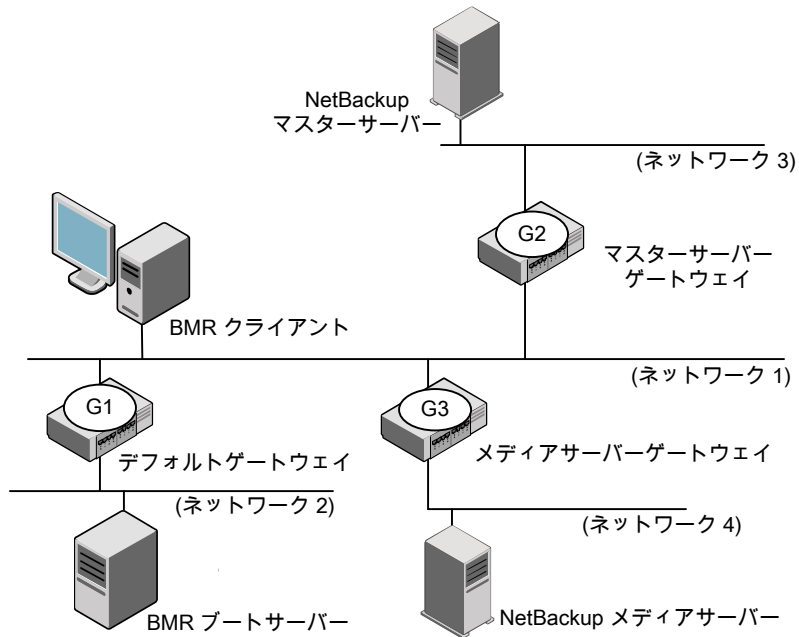 NetBackup
マスターサーバー
(ネットワーク 3)
G2
マスターサーバー
ゲートウェイ
BMR クライアント
(ネットワーク 1)
G1
G3
デフォルトゲートウェイ
メディアサーバーゲートウェイ
(ネットワーク 2)
(ネットワーク 4)
BMR ブートサーバー
NetBackup メディアサーバー